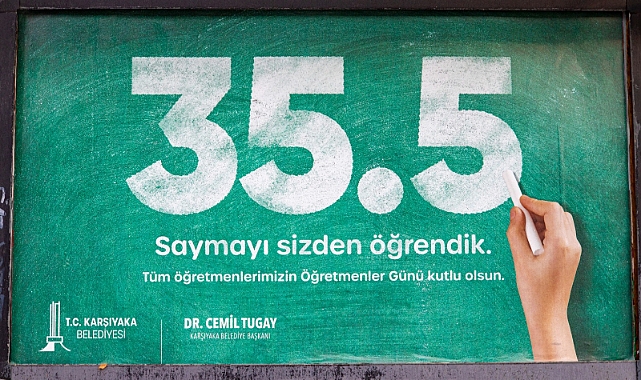 35.5
Saymayı sizden öğrendik.
Tüm öğretmenlerimizin Öğretmenler Günü kutlu olsun.
T.C. KARŞIYAKA
BELEDİYESİ
DR. CEMİL TUGAY
KARŞIYAKA BELEDİYE BAŞKANI